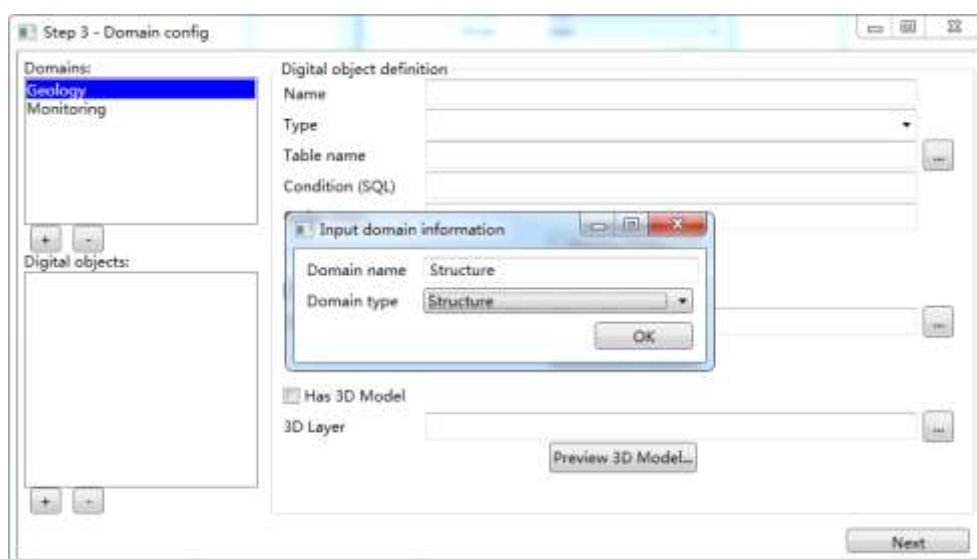 Step 3 - Domain config
Domains:
Geology
Monitoring
+ -
Digital objects:
+ -
Digital object definition
Name
Type
Table name
...
Condition (SQL)
Input domain information
Domain name Structure
Domain type Structure
OK
...
Has 3D Model
3D Layer
...
Preview 3D Model...
Next